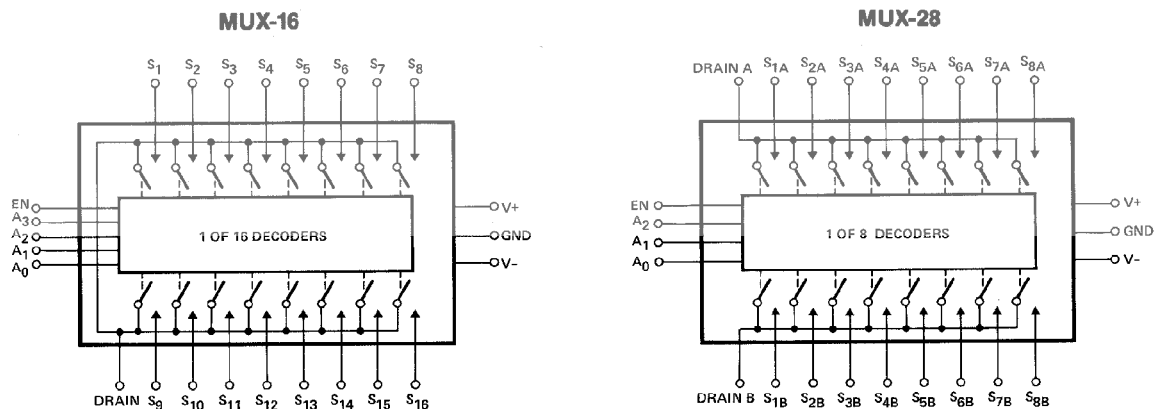 MUX-16
S1 S2 S3 S4 S5 S6 S7 S8
EN
A3
A2
A1
A0
1 OF 16 DECODERS
V+
GND
V−
DRAIN S9 S10 S11 S12 S13 S14 S15 S16
MUX-28
DRAIN A S1A S2A S3A S4A S5A S6A S7A S8A
EN
A2
A1
A0
1 OF 8 DECODERS
V+
GND
V−
DRAIN B S1B S2B S3B S4B S5B S6B S7B S8B